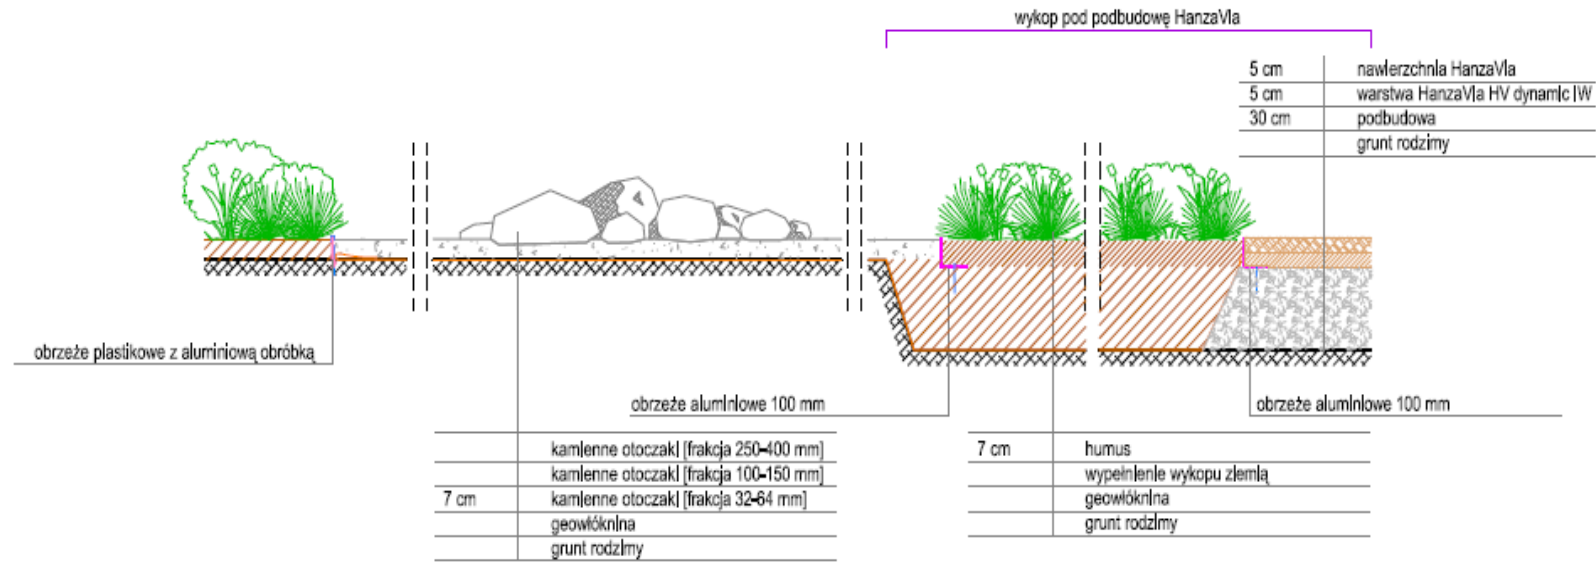 wykop pod podbudowę HanzaVia
5 cm nawierzchnia HanzaVia
5 cm warstwa HanzaVia HV dynamic IW
30 cm podbudowa
grunt rodzimy
obrzeże plastikowe z aluminiową obróbką
obrzeże aluminiowe 100 mm
obrzeże aluminiowe 100 mm
kamienne otoczaki [frakcja 250-400 mm]
kamienne otoczaki [frakcja 100-150 mm]
7 cm kamienne otoczaki [frakcja 32-64 mm]
geowłóknina
grunt rodzimy
7 cm humus
wypełnienie wykopu ziemią
geowłóknina
grunt rodzimy